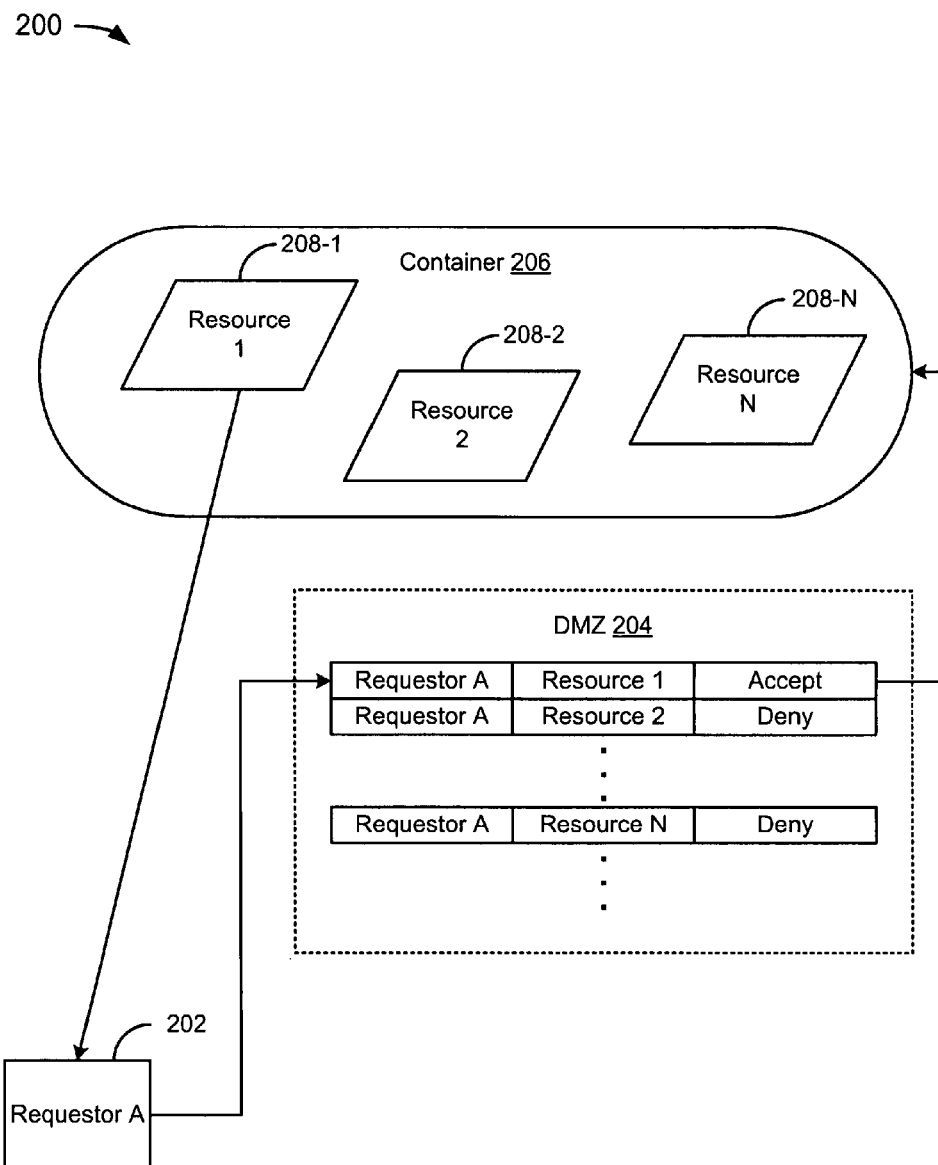 200
208-1
Container 206
208-N
Resource
1
208-2
Resource
N
Resource
2
DMZ 204
Requestor A Resource 1 Accept
Requestor A Resource 2 Deny
Requestor A Resource N Deny
202
Requestor A